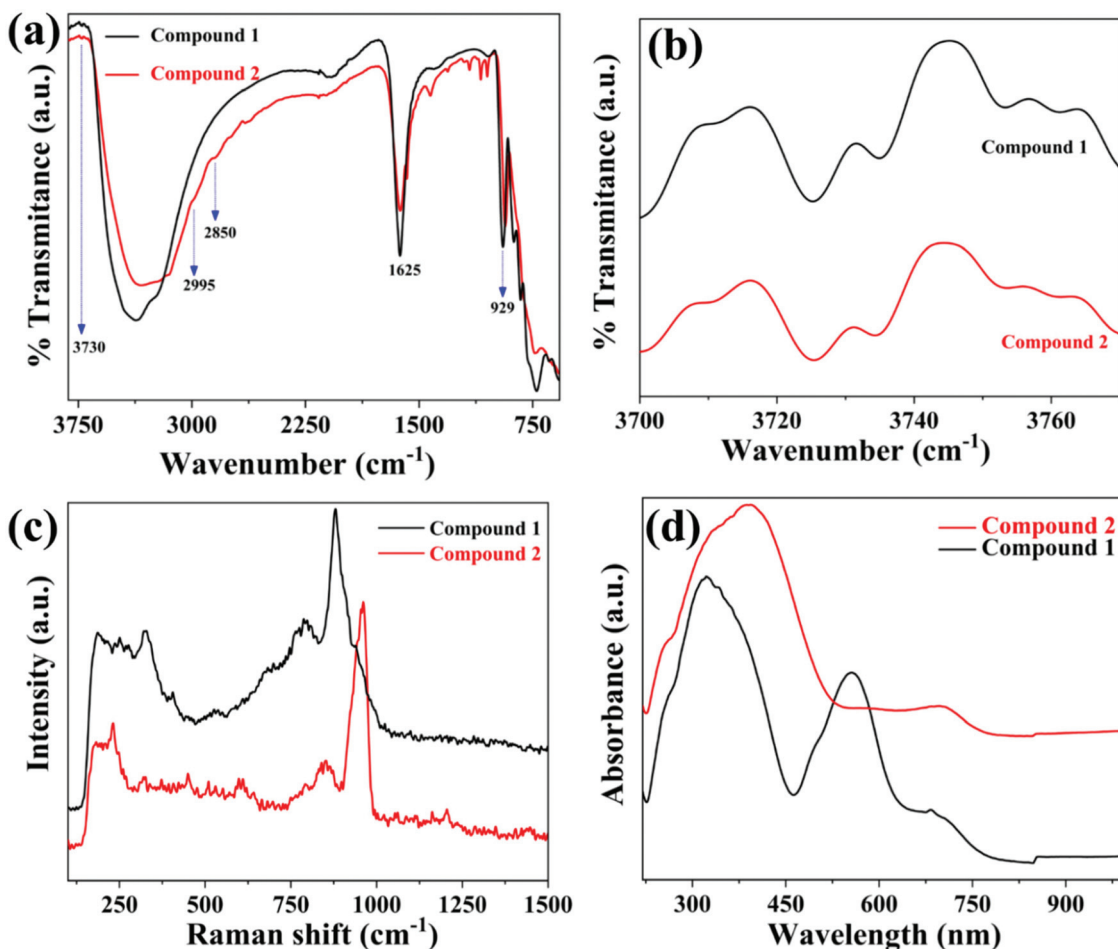 (a)
Compound 1
Compound 2
3730
2995
2850
1625
929
% Transmitance (a.u.)
3750 3000 2250 1500 750
Wavenumber (cm-1)
(b)
Compound 1
Compound 2
% Transmitance (a.u.)
3700 3720 3740 3760
Wavenumber (cm-1)
(c)
Compound 1
Compound 2
Intensity (a.u.)
250 500 750 1000 1250 1500
Raman shift (cm-1)
(d)
Compound 2
Compound 1
Absorbance (a.u.)
300 450 600 750 900
Wavelength (nm)